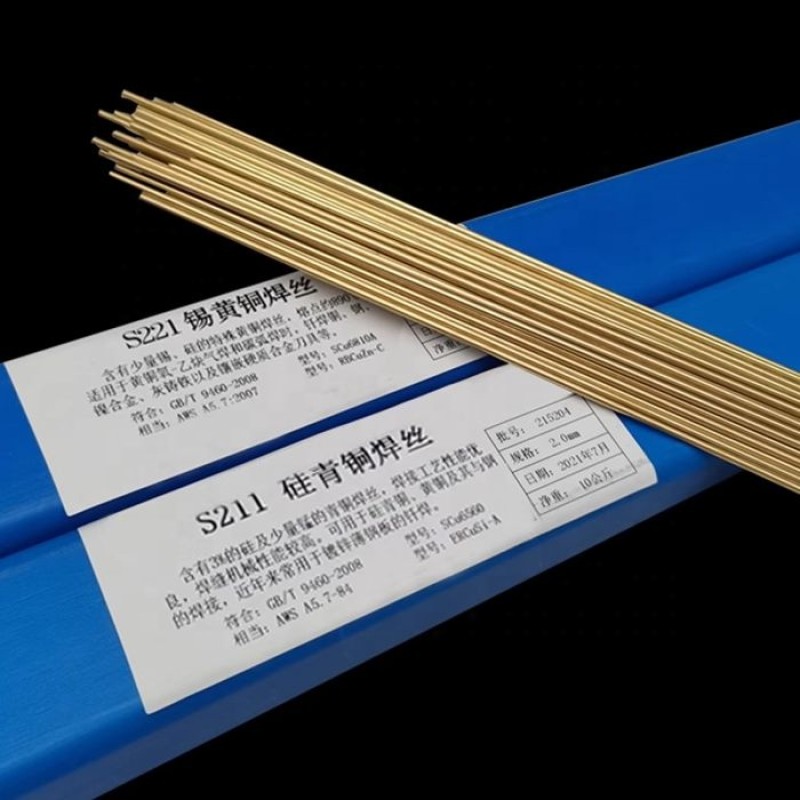 S221 锡黄铜焊丝
含有少量锡、硅的特殊黄铜焊丝，熔点约890
适用于黄铜氧-乙炔气焊和碳弧焊时，钎焊铜、钢、
镍合金、灰铸铁以及镶嵌硬质合金刀具等。
符合：GB/T 9460-2008
型号：SCu6810A
相当：AWS A5.7:2007
型号：RBCuZn-C
净重：
S211 硅青铜焊丝
含有3%的硅及少量锰的青铜焊丝，焊接工艺性能优
良，焊缝机械性能较高。可用于硅青铜、黄铜及其与钢
的焊接，近年来常用于镀锌薄钢板的钎焊。
符合：GB/T 9460-2008
型号：SCu6560
相当：AWS A5.7-84
型号：ERCuSi-A
批号： 215204
规格： 2.0mm
日期： 2021年7月
净重： 10公斤